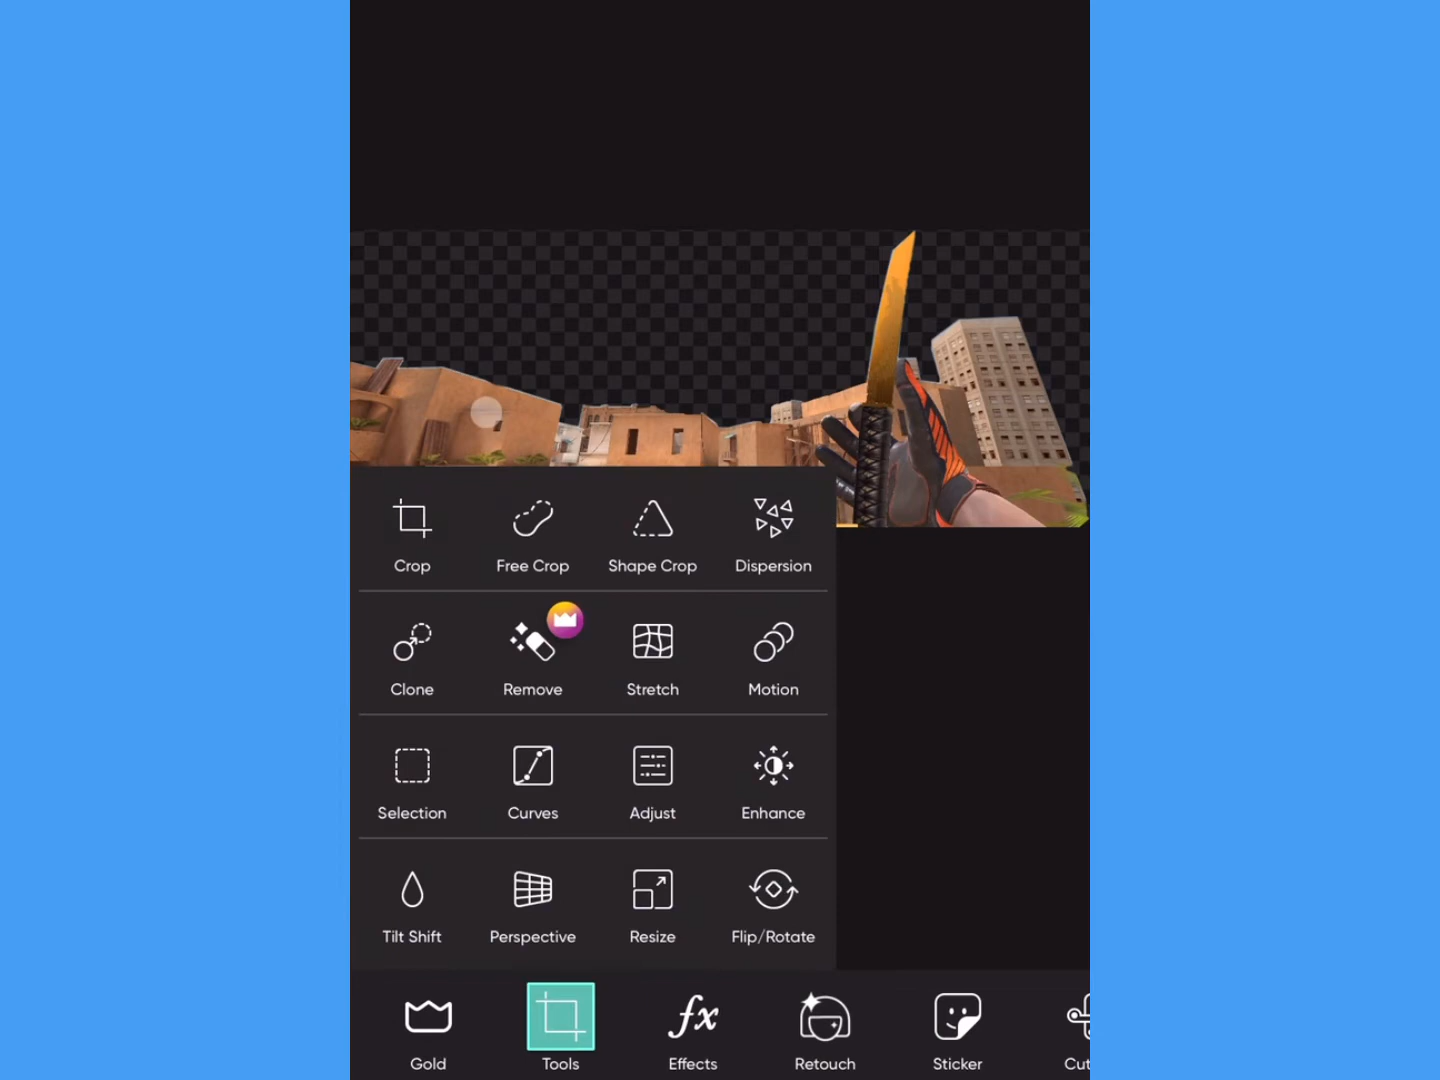 Crop Free Crop Shape Crop Dispersion
Clone Remove Stretch Motion
Selection Curves Adjust Enhance
Tilt Shift Perspective Resize Flip/Rotate
Gold Tools fx Effects Retouch Sticker Cut